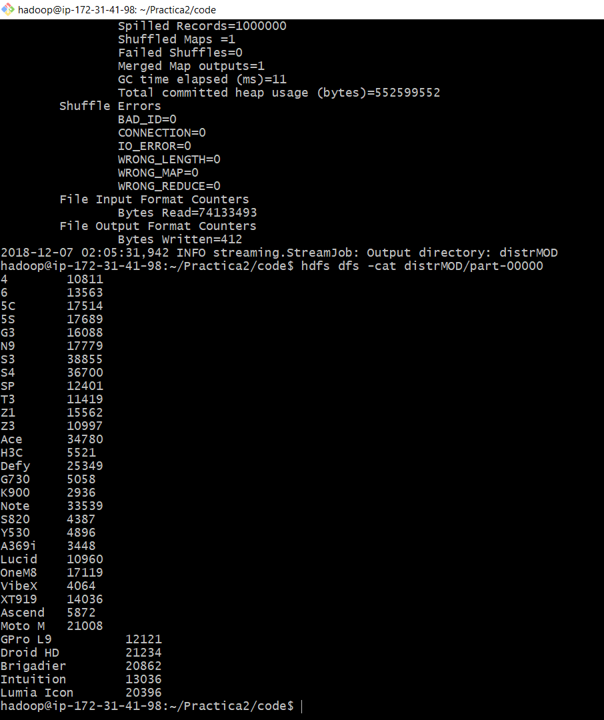 hadoop@ip-172-31-41-98: ~/Practica2/code
Spilled Records=1000000
Shuffled Maps =1
Failed Shuffles=0
Merged Map outputs=1
GC time elapsed (ms)=11
Total committed heap usage (bytes)=552599552
Shuffle Errors
BAD_ID=0
CONNECTION=0
IO_ERROR=0
WRONG_LENGTH=0
WRONG_MAP=0
WRONG_REDUCE=0
File Input Format Counters
Bytes Read=74133493
File Output Format Counters
Bytes Written=412
2018-12-07 02:05:31,942 INFO streaming.StreamJob: Output directory: distrMOD
hadoop@ip-172-31-41-98:~/Practica2/code$ hdfs dfs -cat distrMOD/part-00000
4 10811
6 13563
5C 17514
5S 17689
G3 16088
N9 17779
S3 38855
S4 36700
SP 12401
T3 11419
Z1 15562
Z3 10997
Ace 34780
H3C 5521
Defy 25349
G730 5058
K900 2936
Note 33539
S820 4387
Y530 4896
A369i 3448
Lucid 10960
OneM8 17119
VibeX 4064
XT919 14036
Ascend 5872
Moto M 21008
GPro L9 12121
Droid HD 21234
Brigadier 20862
Intuition 13036
Lumia Icon 20396
hadoop@ip-172-31-41-98:~/Practica2/code$